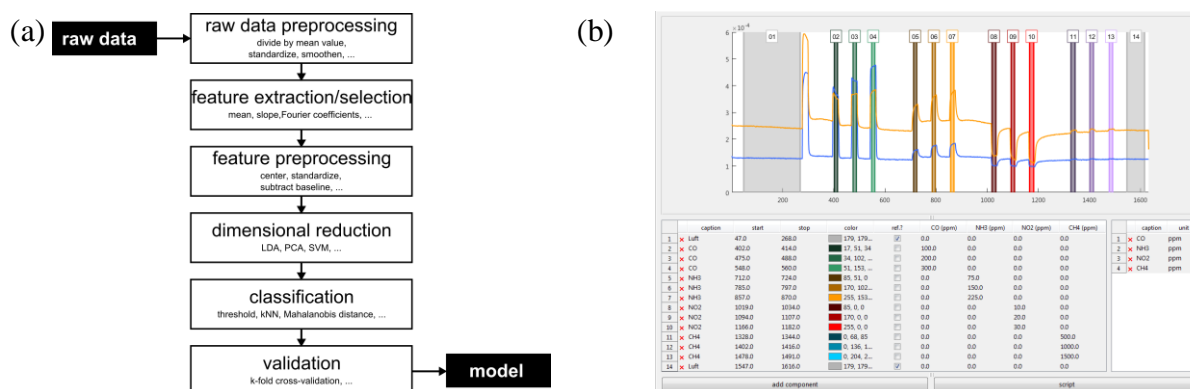 (a)
raw data
raw data preprocessing
divide by mean value,
standardize, smoothen, ...
feature extraction/selection
mean, slope,Fourier coefficients, ...
feature preprocessing
center, standardize,
subtract baseline, ...
dimensional reduction
LDA, PCA, SVM, ...
classification
threshold, kNN, Mahalanobis distance, ...
validation
k-fold cross-validation, ...
model
(b)
6 ×10⁻⁴
01 02 03 04 05 06 07 08 09 10 11 12 13 14
5
4
3
2
1
0
200 400 600 800 1000 1200 1400 1600
caption start stop color ref.? CO (ppm) NH3 (ppm) NO2 (ppm) CH4 (ppm)
1 Luft 47.0 268.0 179, 179... 0.0 0.0 0.0 0.0
2 CO 402.0 414.0 17, 51, 34 100.0 0.0 0.0 0.0
3 CO 475.0 488.0 34, 102, ... 200.0 0.0 0.0 0.0
4 CO 548.0 560.0 51, 153, ... 300.0 0.0 0.0 0.0
5 NH3 712.0 724.0 85, 51, 0 0.0 75.0 0.0 0.0
6 NH3 785.0 797.0 170, 102... 0.0 150.0 0.0 0.0
7 NH3 857.0 870.0 255, 153... 0.0 225.0 0.0 0.0
8 NO2 1019.0 1034.0 85, 0, 0 0.0 0.0 10.0 0.0
9 NO2 1094.0 1107.0 170, 0, 0 0.0 0.0 20.0 0.0
10 NO2 1166.0 1182.0 255, 0, 0 0.0 0.0 30.0 0.0
11 CH4 1328.0 1344.0 0, 68, 85 0.0 0.0 0.0 500.0
12 CH4 1402.0 1416.0 0, 136, 1... 0.0 0.0 0.0 1000.0
13 CH4 1478.0 1491.0 0, 204, 2... 0.0 0.0 0.0 1500.0
14 Luft 1547.0 1616.0 179, 179... 0.0 0.0 0.0 0.0
caption unit
1 CO ppm
2 NH3 ppm
3 NO2 ppm
4 CH4 ppm
add component
script